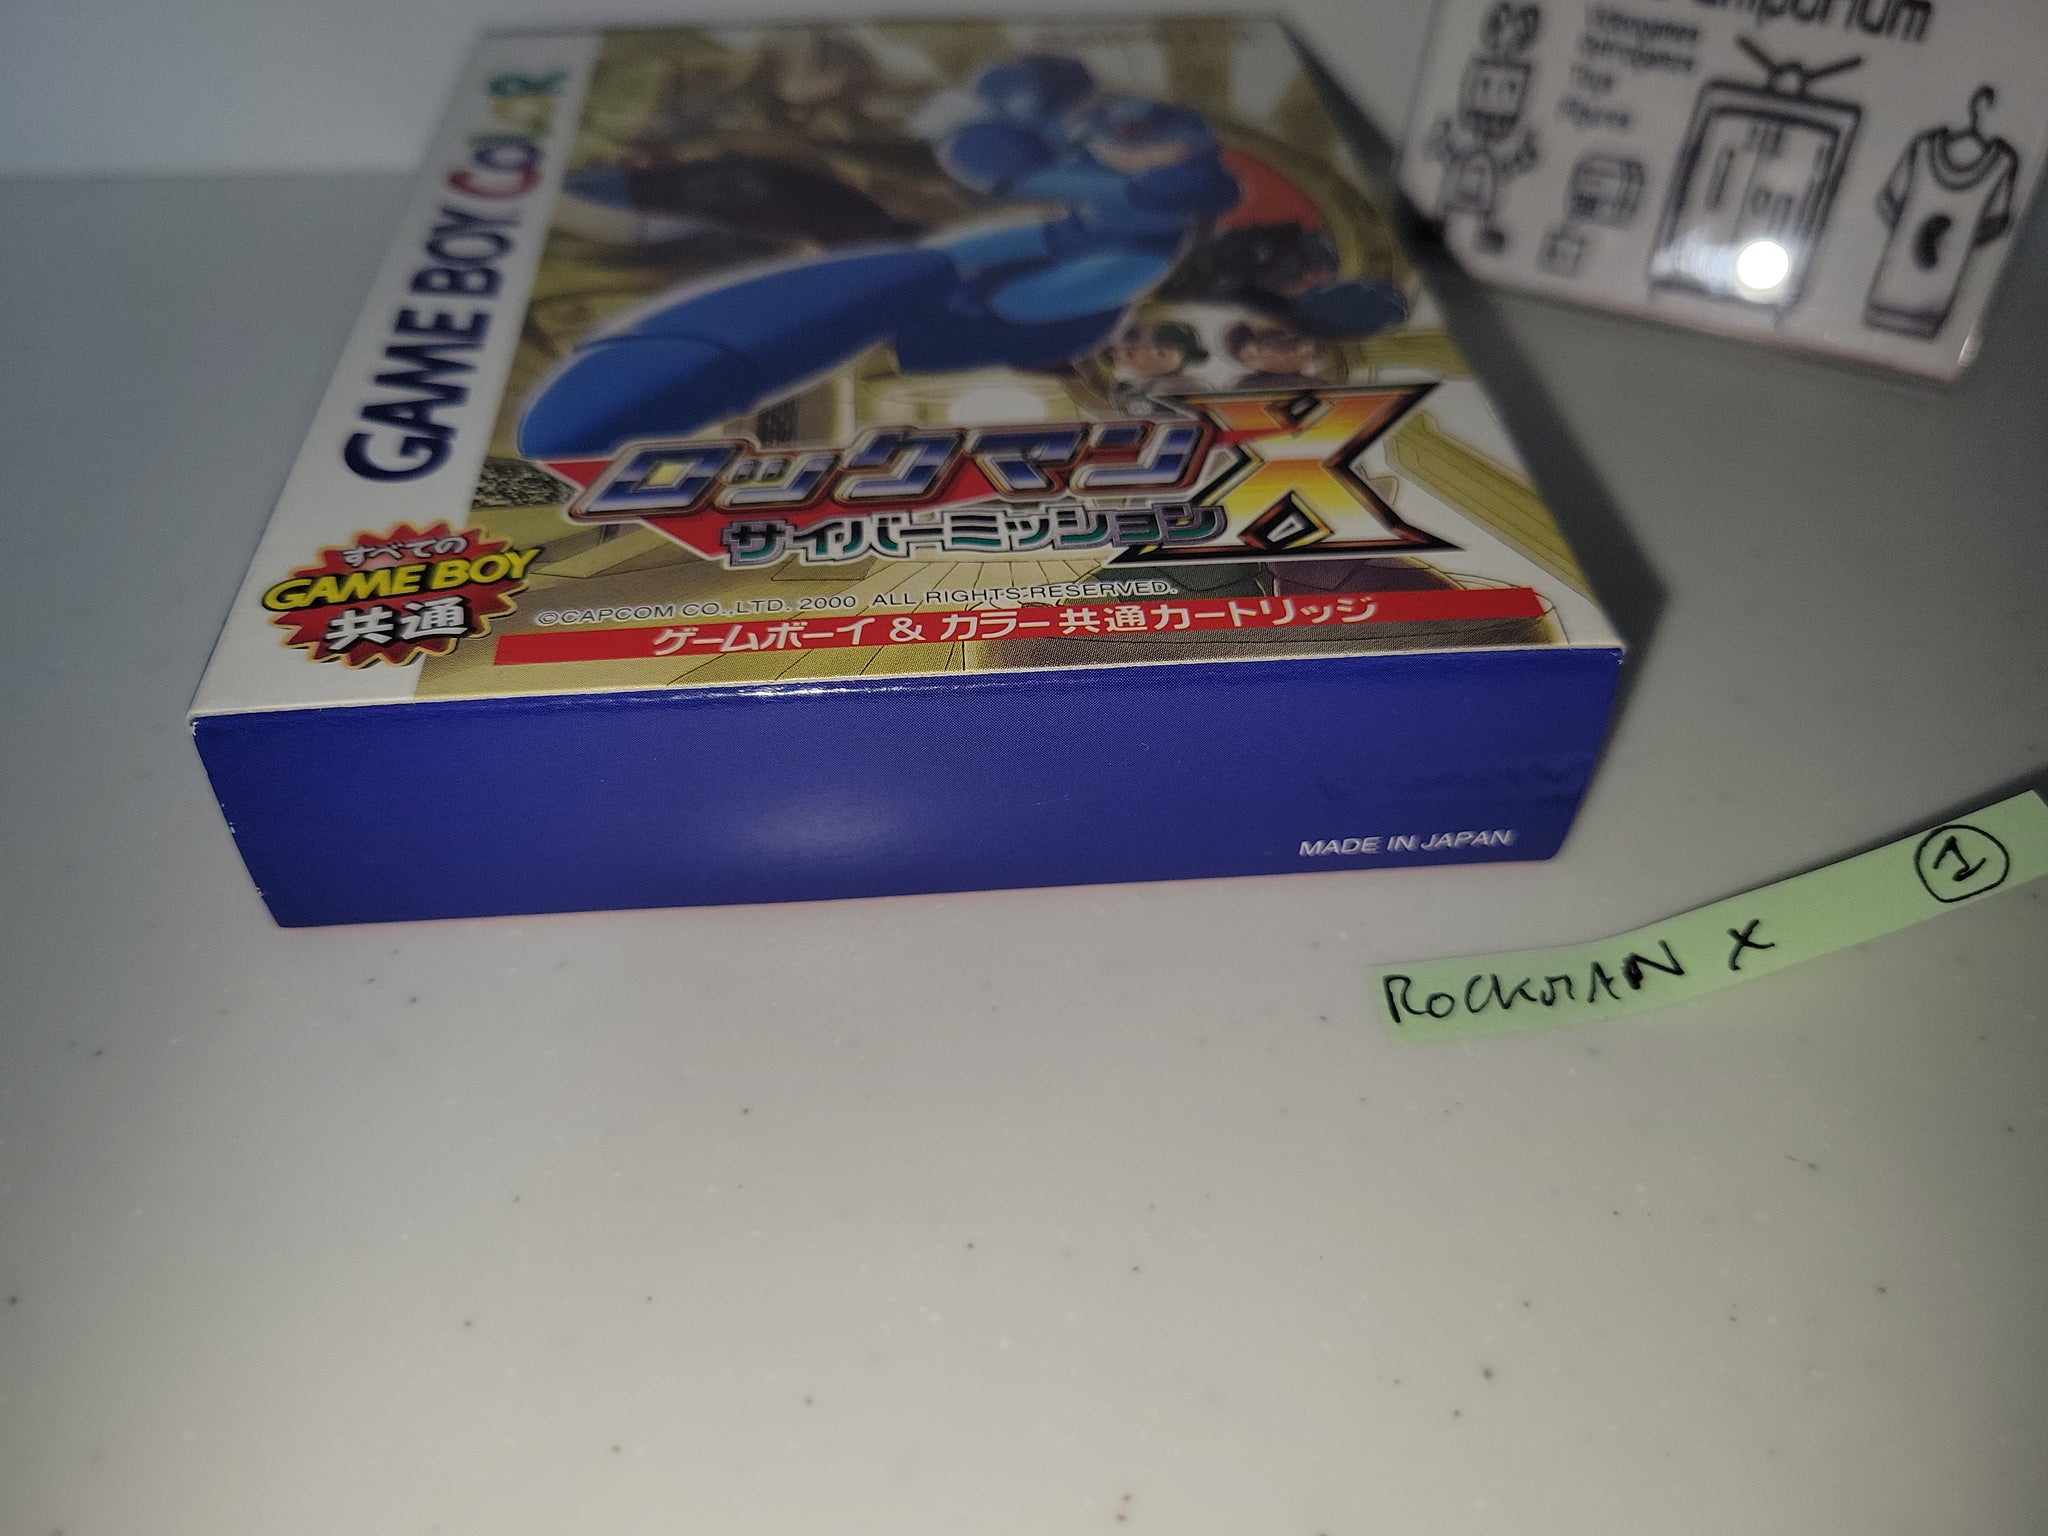 GAME BOY COLOR
ロックマンX
サイバーミッション
すべての
GAME BOY
共通
©CAPCOM CO.,LTD. 2000 ALL RIGHTS RESERVED.
ゲームボーイ & カラー共通カートリッジ
MADE IN JAPAN
ROCKMAN X 1